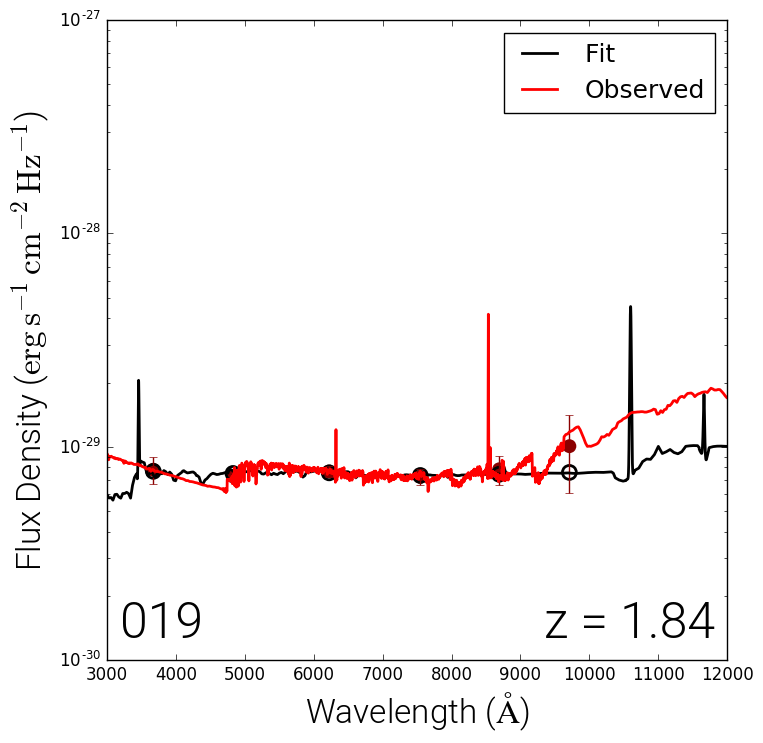 10^-27
10^-28
10^-29
10^-30
Flux Density (erg s^-1 cm^-2 Hz^-1)
Fit
Observed
019
z = 1.84
3000 4000 5000 6000 7000 8000 9000 10000 11000 12000
Wavelength (Å)